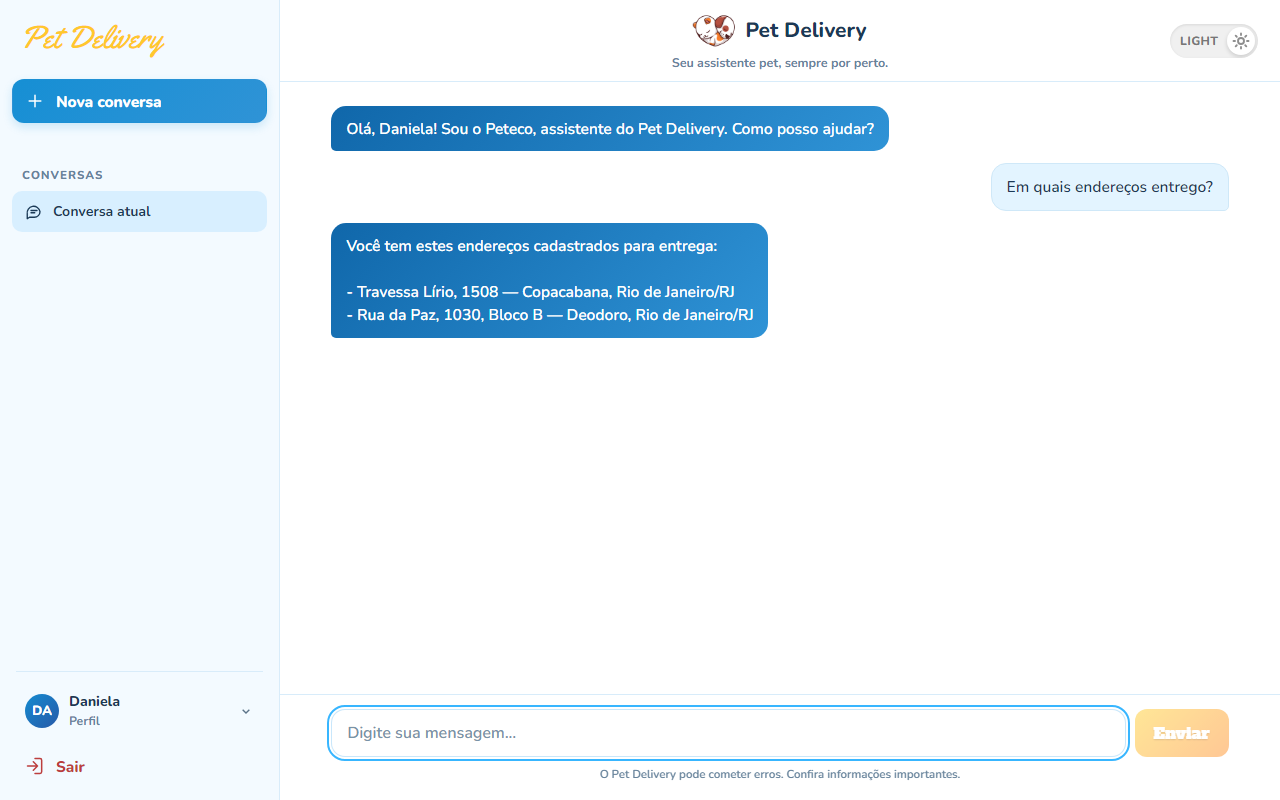 Pet Delivery
Nova conversa
CONVERSAS
Conversa atual
Daniela
DA
Perfil
Sair
Pet Delivery
Seu assistente pet, sempre por perto.
LIGHT
Olá, Daniela! Sou o Peteco, assistente do Pet Delivery. Como posso ajudar?
Em quais endereços entrego?
Você tem estes endereços cadastrados para entrega:
- Travessa Lírio, 1508 — Copacabana, Rio de Janeiro/RJ
- Rua da Paz, 1030, Bloco B — Deodoro, Rio de Janeiro/RJ
Digite sua mensagem...
Enviar
O Pet Delivery pode cometer erros. Confira informações importantes.